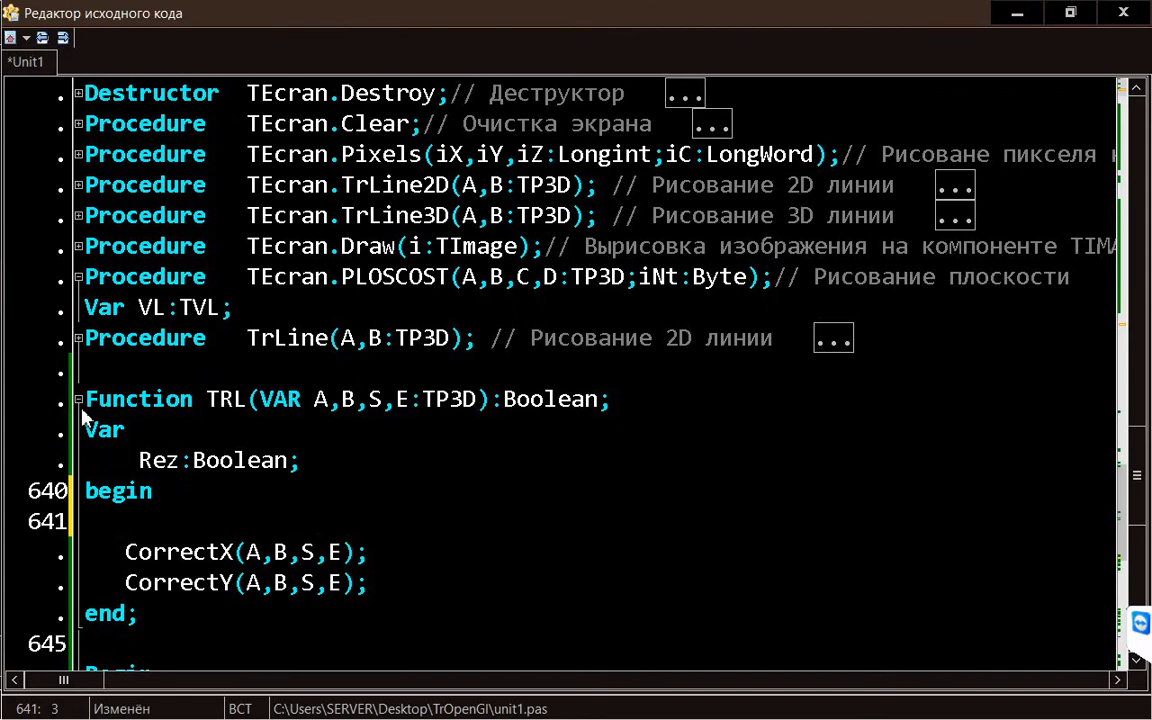 Редактор исходного кода
*Unit1
Destructor TEcran.Destroy;// Деструктор ...
Procedure TEcran.Clear;// Очистка экрана ...
Procedure TEcran.Pixels(iX,iY,iZ:Longint;iC:LongWord);// Рисоване пикселя
Procedure TEcran.TrLine2D(A,B:TP3D); // Рисование 2D линии ...
Procedure TEcran.TrLine3D(A,B:TP3D); // Рисование 3D линии ...
Procedure TEcran.Draw(i:TImage);// Вырисовка изображения на компоненте TIMA
Procedure TEcran.PLOSCOST(A,B,C,D:TP3D;iNt:Byte);// Рисование плоскости
Var VL:TVL;
Procedure TrLine(A,B:TP3D); // Рисование 2D линии ...
Function TRL(VAR A,B,S,E:TP3D):Boolean;
Var
Rez:Boolean;
640 begin
641
CorrectX(A,B,S,E);
CorrectY(A,B,S,E);
end;
645
641: 3 Изменён ВСТ C:\Users\SERVER\Desktop\TrOpenGl\unit1.pas